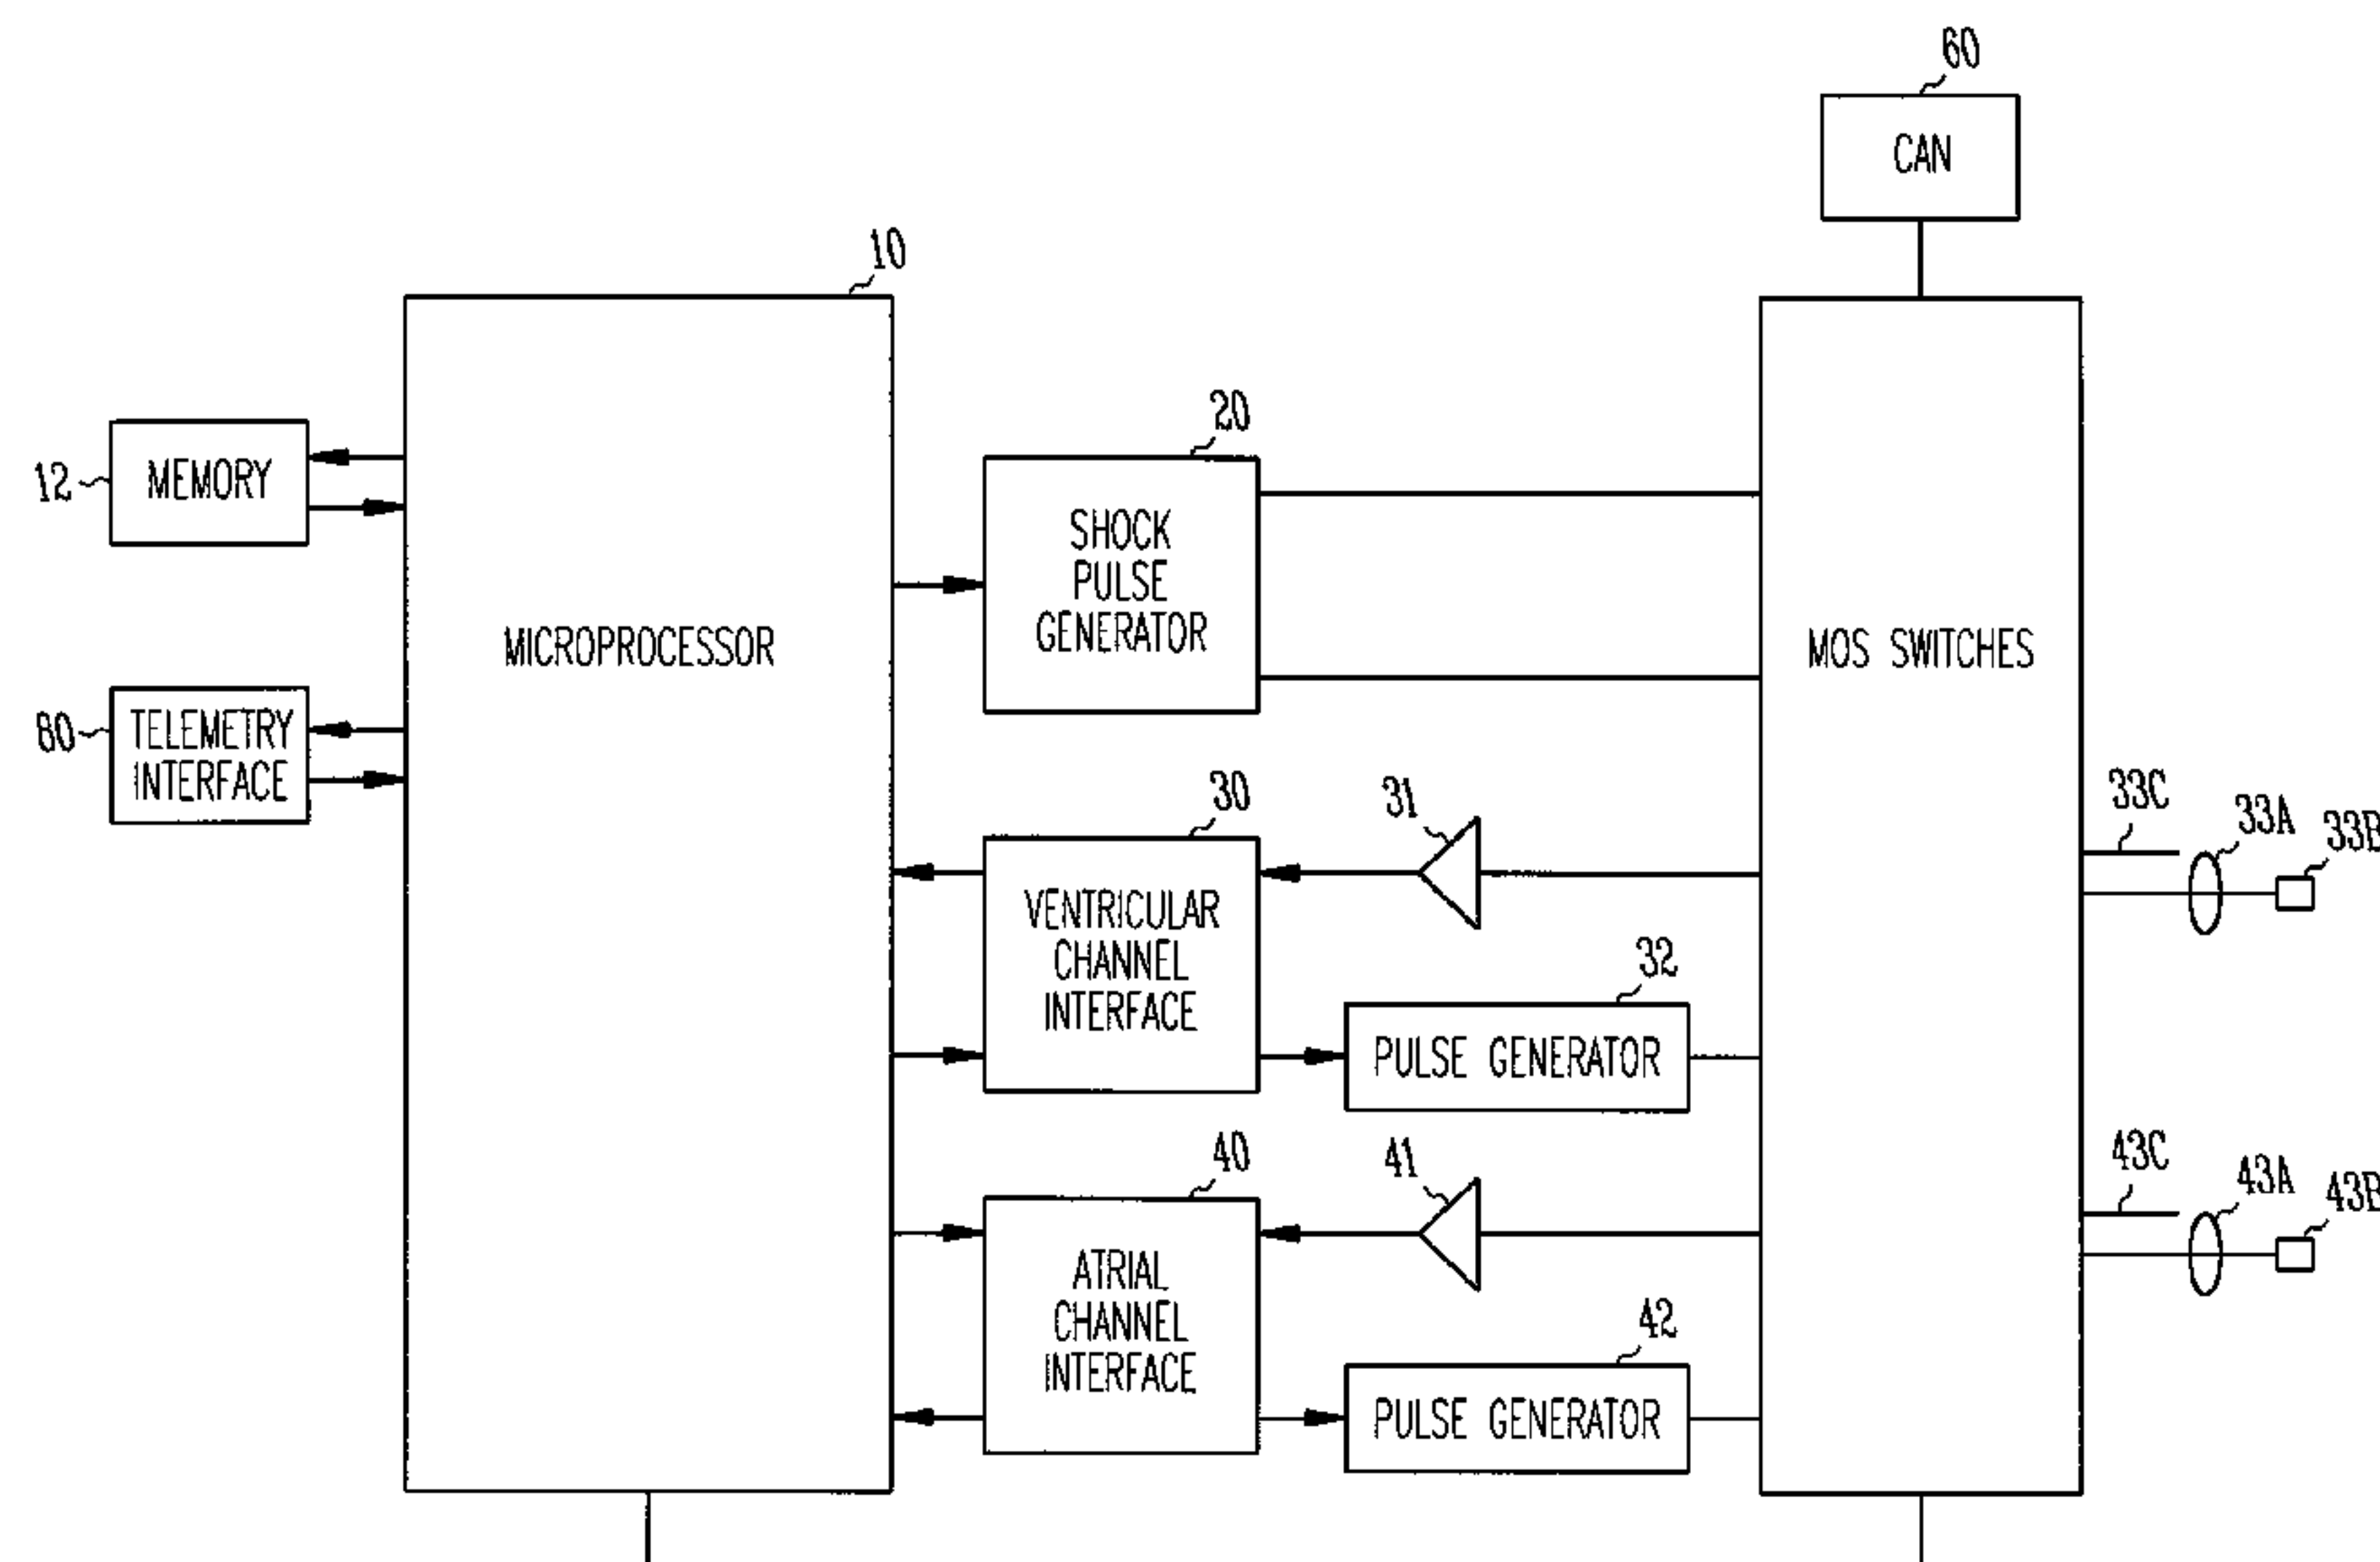 60
CAN
10
20
12
MEMORY
SHOCK
PULSE
GENERATOR
MICROPROCESSOR
MOS SWITCHES
80
TELEMETRY
INTERFACE
30
31
33C
33A
33B
VENTRICULAR
CHANNEL
INTERFACE
32
PULSE GENERATOR
40
41
43C
43A
43B
ATRIAL
CHANNEL
INTERFACE
42
PULSE GENERATOR